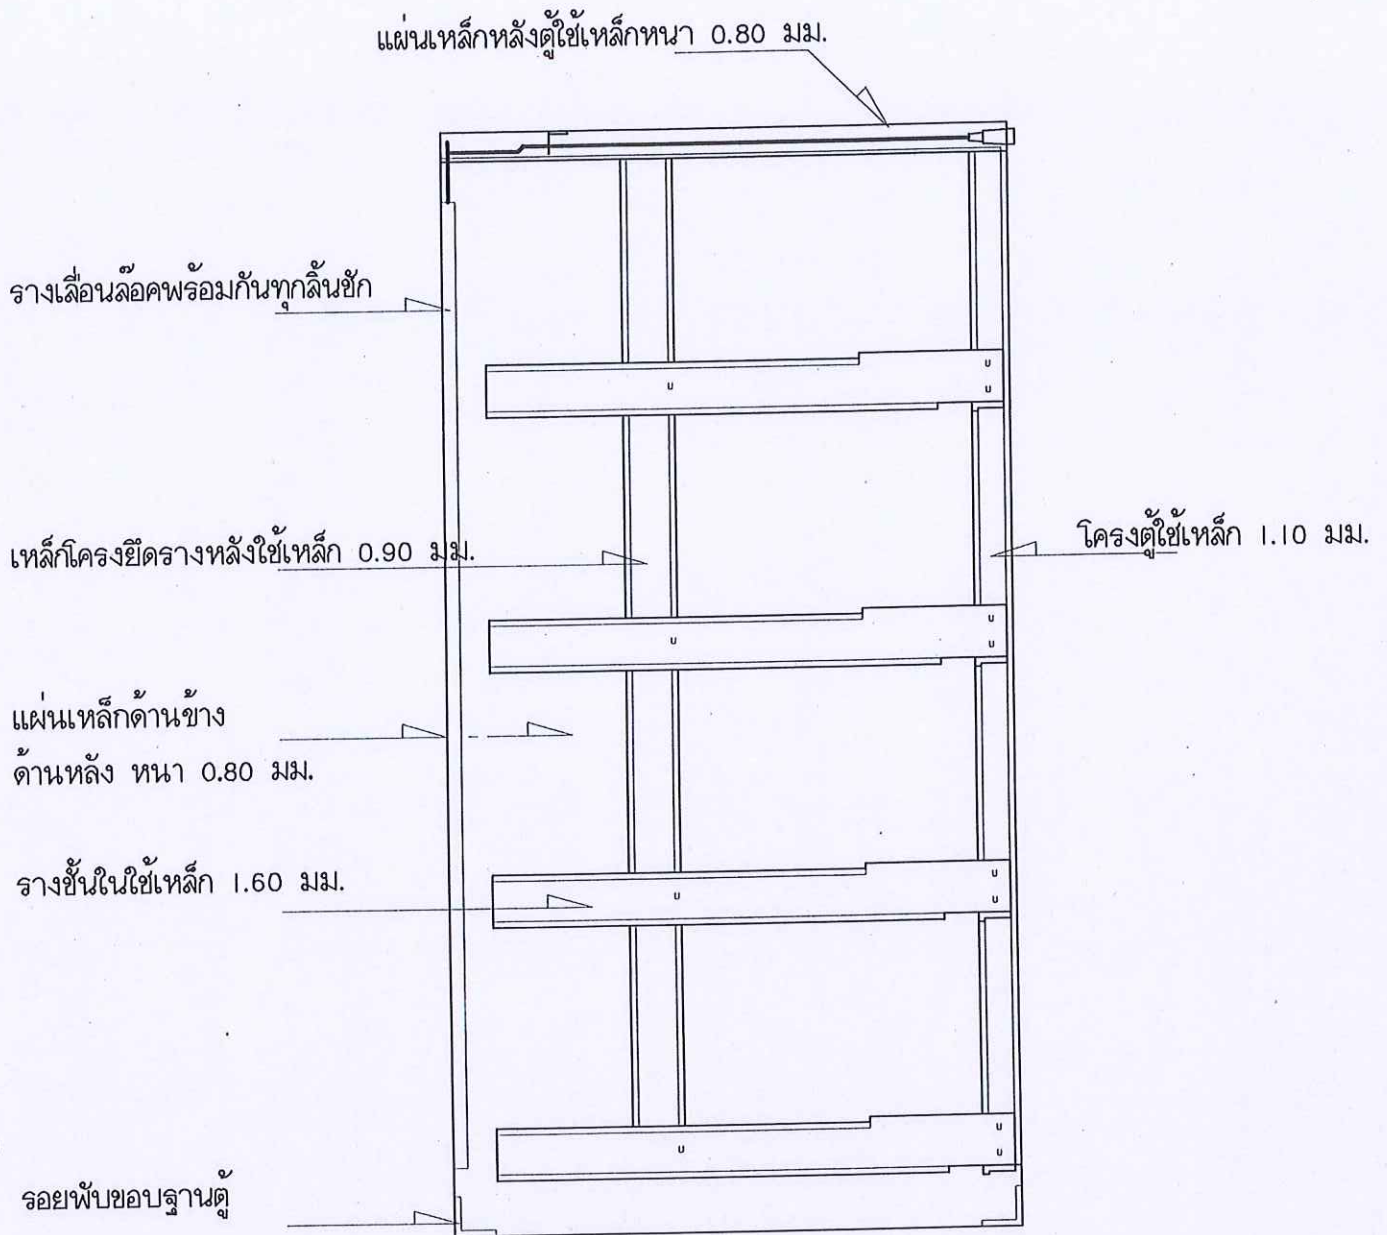 แผ่นเหล็กหลังตู้ใช้เหล็กหนา 0.80 มม.
รางเลื่อนล๊อคพร้อมกันทุกลิ้นชัก
เหล็กโครงยึดรางหลังใช้เหล็ก 0.90 มม.
โครงตู้ใช้เหล็ก 1.10 มม.
แผ่นเหล็กด้านข้าง
ด้านหลัง หนา 0.80 มม.
รางชั้นในใช้เหล็ก 1.60 มม.
รอยพับขอบฐานตู้